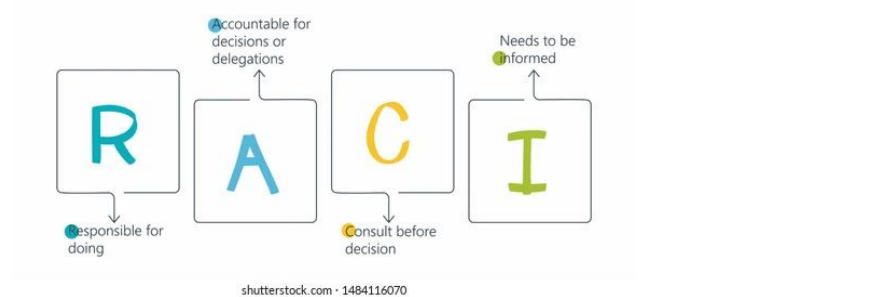 Accountable for
decisions or
delegations
Needs to be
informed
R A C I
Responsible for
doing
Consult before
decision
shutterstock.com · 1484116070